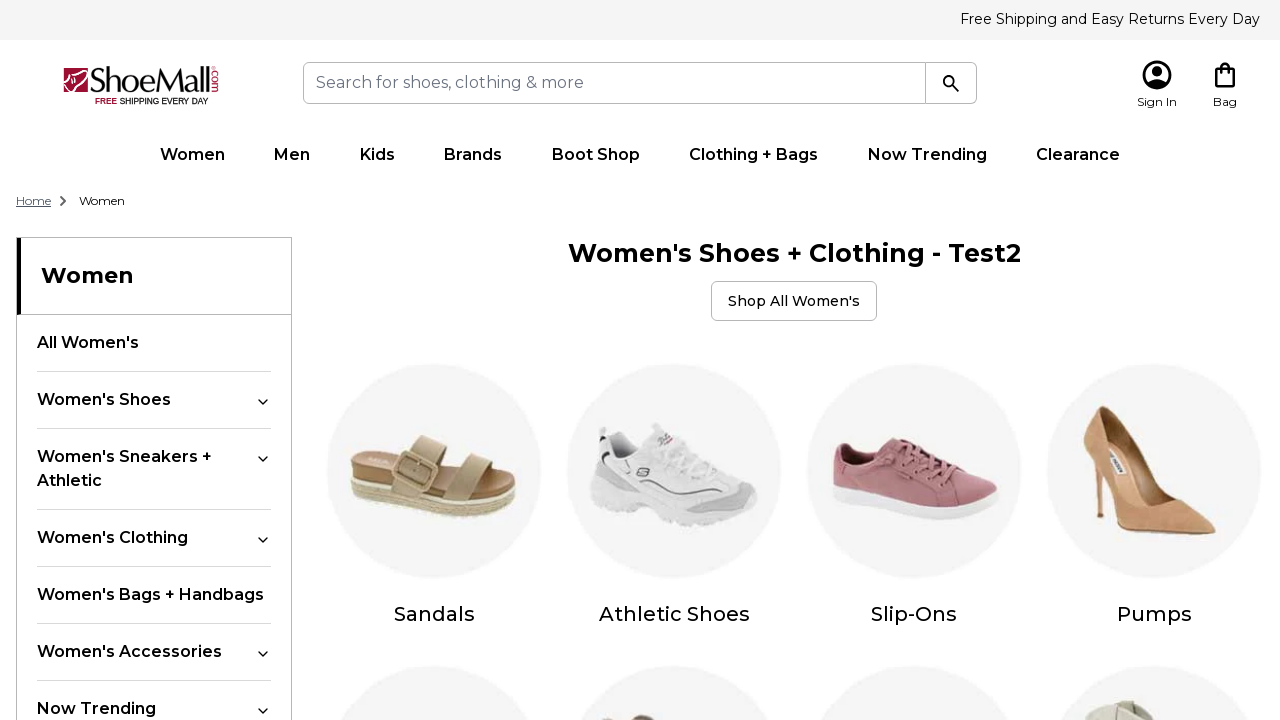 Free Shipping and Easy Returns Every Day
ShoeMall.com
FREE SHIPPING EVERY DAY
Search for shoes, clothing & more
Sign In
Bag
Women
Men
Kids
Brands
Boot Shop
Clothing + Bags
Now Trending
Clearance
Home
Women
Women
All Women's
Women's Shoes
Women's Sneakers +
Athletic
Women's Clothing
Women's Bags + Handbags
Women's Accessories
Now Trending
Women's Shoes + Clothing - Test2
Shop All Women's
Sandals
Athletic Shoes
Slip-Ons
Pumps